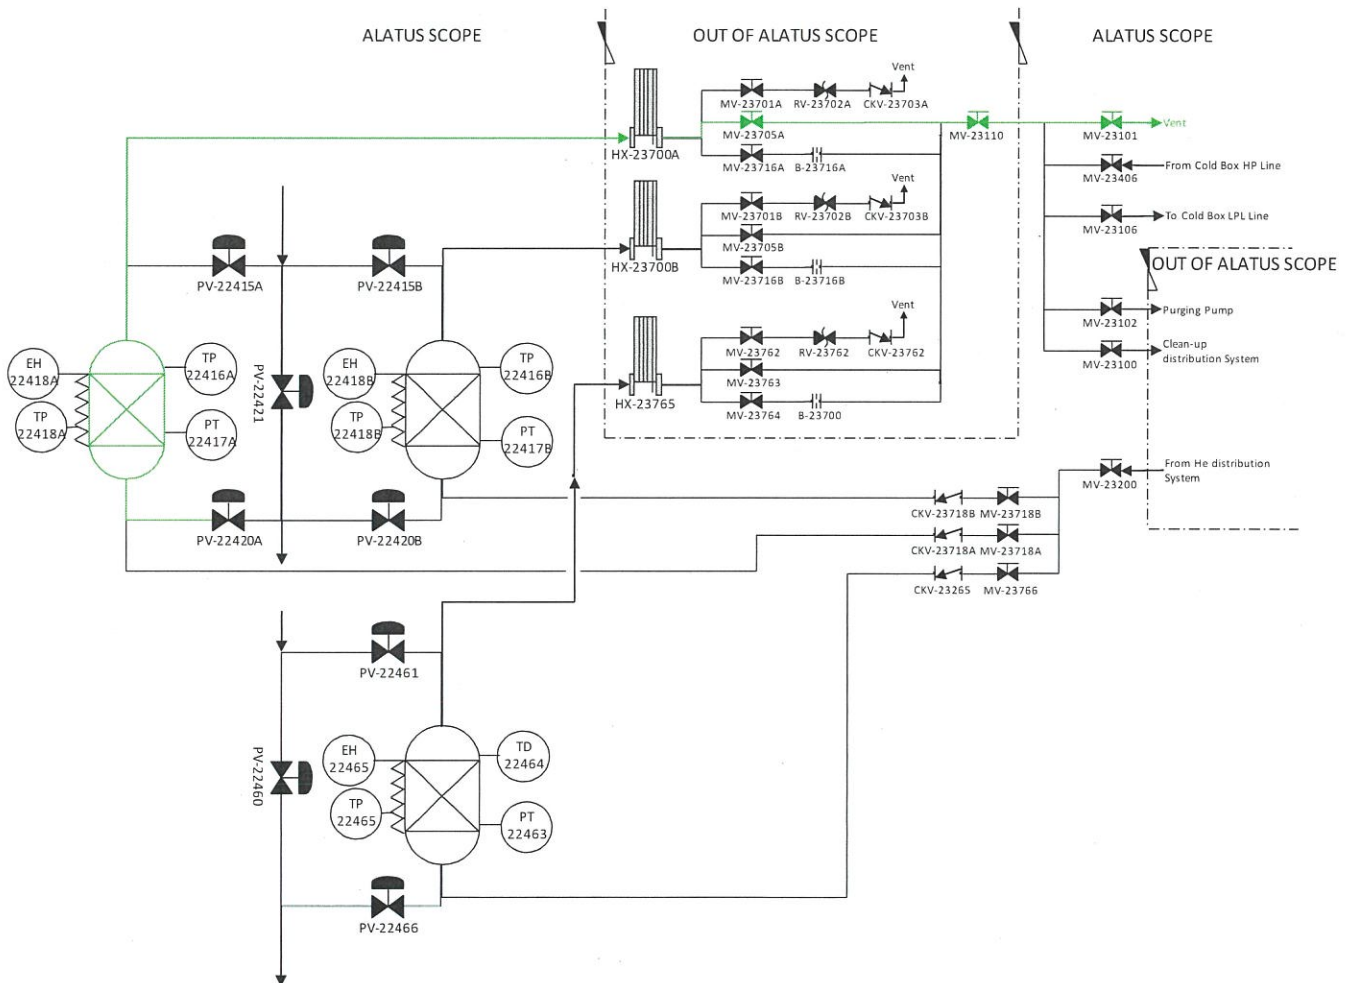 ALATUS SCOPE
OUT OF ALATUS SCOPE
ALATUS SCOPE
Vent
MV-23701A
RV-23702A
CKV-23703A
MV-23705A
HX-23700A
MV-23716A
B-23716A
MV-23110
MV-23101
Vent
MV-23406
From Cold Box HP Line
Vent
MV-23701B
RV-23702B
CKV-23703B
MV-23705B
HX-23700B
MV-23716B
B-23716B
MV-23106
To Cold Box LPL Line
OUT OF ALATUS SCOPE
PV-22415A
PV-22415B
Vent
MV-23762
RV-23762
CKV-23762
MV-23763
HX-23765
MV-23764
B-23700
MV-23102
Purging Pump
MV-23100
Clean-up
distribution System
EH
22418A
TP
22416A
TP
22418A
PT
22417A
PV-22421
EH
22418B
TP
22416B
TP
22418B
PT
22417B
MV-23200
From He distribution
System
PV-22420A
PV-22420B
CKV-23718B
MV-23718B
CKV-23718A
MV-23718A
CKV-23265
MV-23766
PV-22461
PV-22460
EH
22465
TD
22464
TP
22465
PT
22463
PV-22466